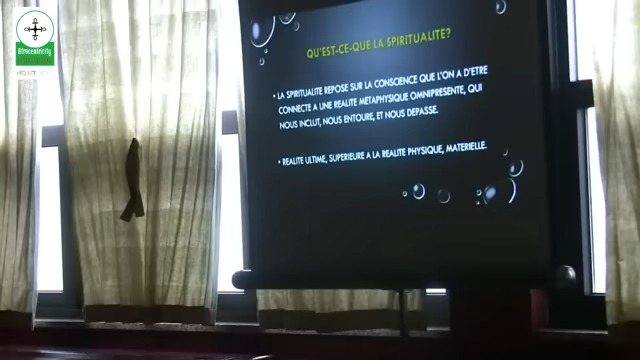 Afrocentricity
QU'EST-CE-QUE LA SPIRITUALITE?
• LA SPIRITUALITE REPOSE SUR LA CONSCIENCE QUE L'ON A D'ETRE
CONNECTE A UNE REALITE METAPHYSIQUE OMNIPRESENTE, QUI
NOUS INCLUT, NOUS ENTOURE, ET NOUS DEPASSE.
• REALITE ULTIME, SUPERIEURE A LA REALITE PHYSIQUE, MATERIELLE.